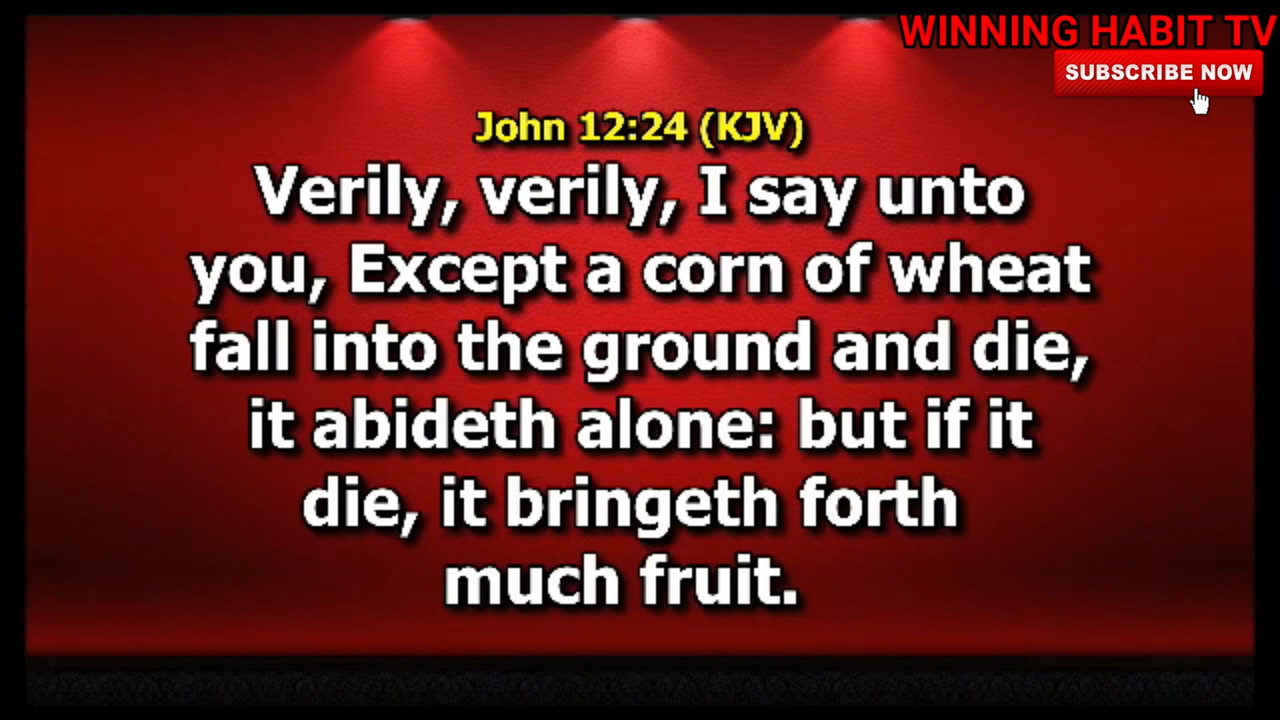 WINNING HABIT TV
SUBSCRIBE NOW
John 12:24 (KJV)
Verily, verily, I say unto
you, Except a corn of wheat
fall into the ground and die,
it abideth alone: but if it
die, it bringeth forth
much fruit.